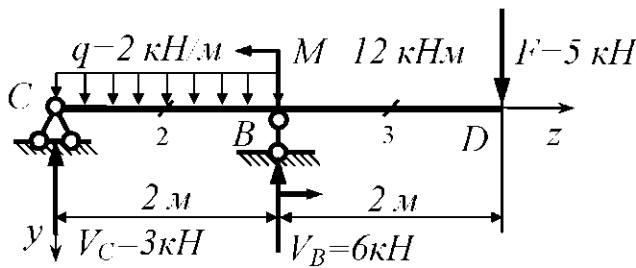 q–2 кН/м
M 12 кНм
F–5 кН
C
B
D
z
2
3
2 м
2 м
y
V_C–3кН
V_B=6кН